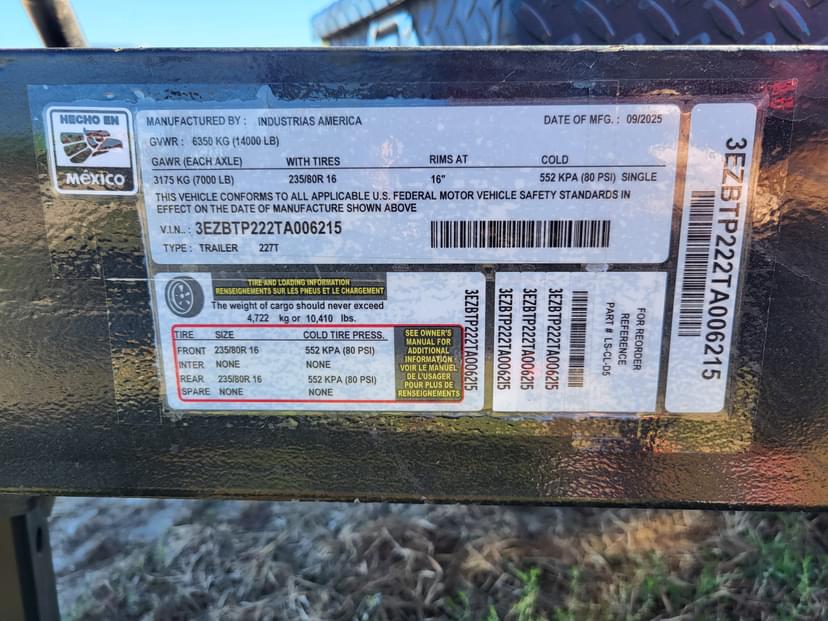 HECHO EN
MÉXICO
MANUFACTURED BY : INDUSTRIAS AMERICA DATE OF MFG. : 09/2025
GVWR : 6350 KG (14000 LB)
GAWR (EACH AXLE) WITH TIRES RIMS AT COLD
3175 KG (7000 LB) 235/80R 16 16" 552 KPA (80 PSI) SINGLE
THIS VEHICLE CONFORMS TO ALL APPLICABLE U.S. FEDERAL MOTOR VEHICLE SAFETY STANDARDS IN
EFFECT ON THE DATE OF MANUFACTURE SHOWN ABOVE
V.I.N.. : 3EZBTP222TA006215
TYPE : TRAILER 227T
TIRE AND LOADING INFORMATION
RENSEIGNEMENTS SUR LES PNEUS ET LE CHARGEMENT
The weight of cargo should never exceed
4,722 kg or 10,410 lbs.
TIRE SIZE COLD TIRE PRESS.
FRONT 235/80R 16 552 KPA (80 PSI)
INTER NONE NONE
REAR 235/80R 16 552 KPA (80 PSI)
SPARE NONE NONE
SEE OWNER'S
MANUAL FOR
ADDITIONAL
INFORMATION
VOIR LE MANUEL
DE L'USAGER
POUR PLUS DE
RENSEIGNEMENTS
3EZBTP222TA006215
3EZBTP222TA006215
3EZBTP222TA006215
3EZBTP222TA006215
FOR REORDER
REFERENCE
PART # LS-CL-D5
3EZBTP222TA006215